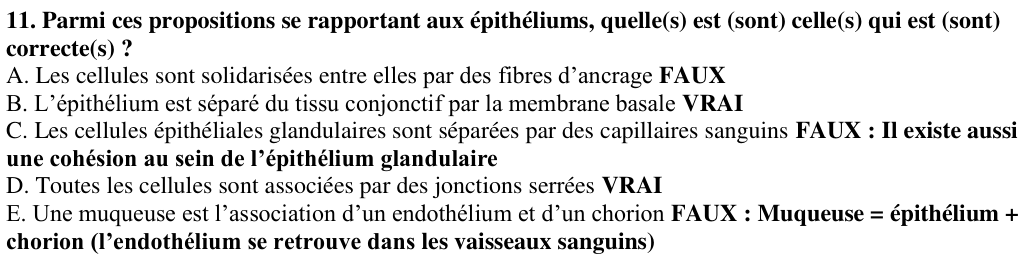 11. Parmi ces propositions se rapportant aux épithéliums, quelle(s) est (sont) celle(s) qui est (sont)
correcte(s) ?
A. Les cellules sont solidarisées entre elles par des fibres d'ancrage FAUX
B. L'épithélium est séparé du tissu conjonctif par la membrane basale VRAI
C. Les cellules épithéliales glandulaires sont séparées par des capillaires sanguins FAUX : Il existe aussi
une cohésion au sein de l'épithélium glandulaire
D. Toutes les cellules sont associées par des jonctions serrées VRAI
E. Une muqueuse est l'association d'un endothélium et d'un chorion FAUX : Muqueuse = épithélium +
chorion (l'endothélium se retrouve dans les vaisseaux sanguins)